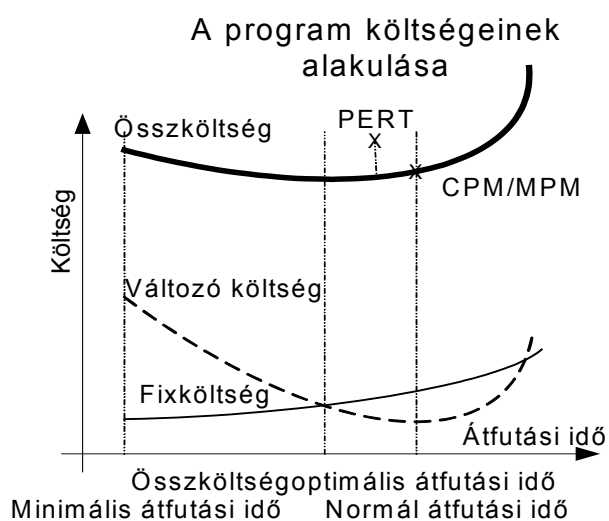 A program költségeinek
alakulása
Összköltség
PERT
x
x
CPM/MPM
Költség
Változó költség
Fixköltség
Átfutási idő
Összköltségoptimális átfutási idő
Minimális átfutási idő
Normál átfutási idő